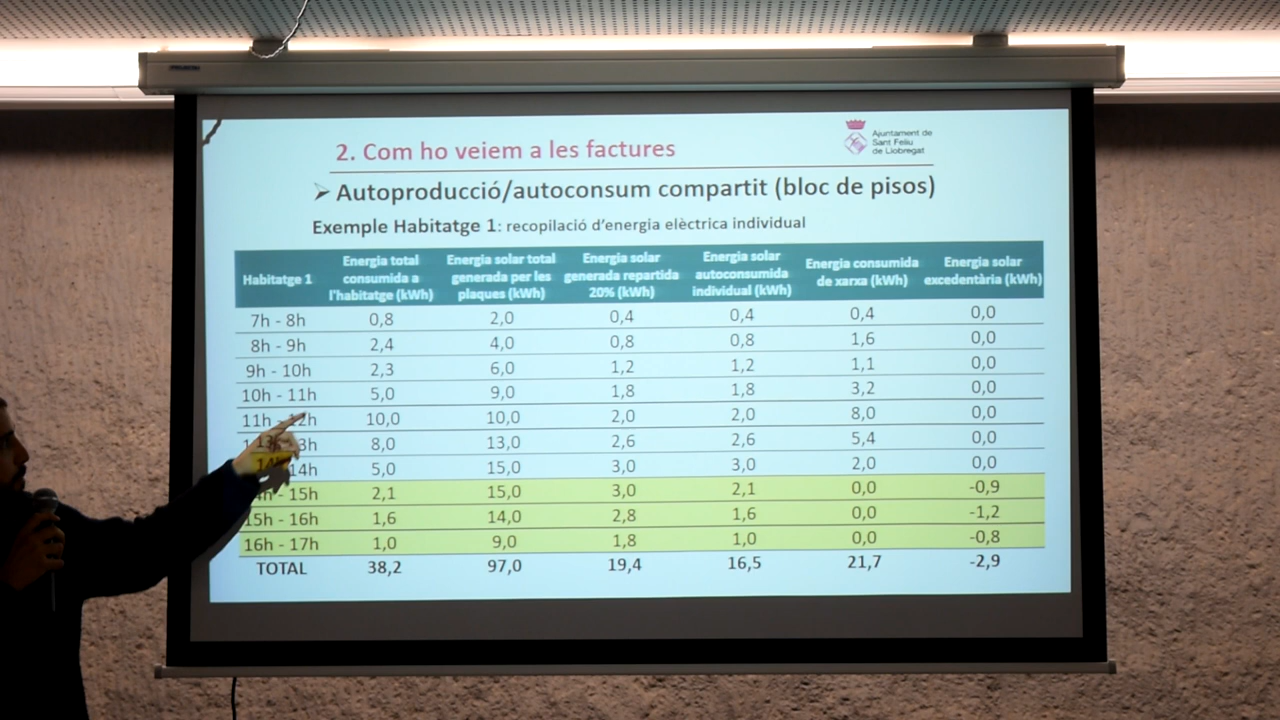 2. Com ho veiem a les factures
Ajuntament de
Sant Feliu
de Llobregat
➢ Autoproducció/autoconsum compartit (bloc de pisos)
Exemple Habitatge 1: recopilació d'energia elèctrica individual
Habitatge 1 Energia total consumida a l'habitatge (kWh) Energia solar total generada per les plaques (kWh) Energia solar generada repartida 20% (kWh) Energia solar autoconsumida individual (kWh) Energia consumida de xarxa (kWh) Energia solar excedentària (kWh)
7h - 8h 0,8 2,0 0,4 0,4 0,4 0,0
8h - 9h 2,4 4,0 0,8 0,8 1,6 0,0
9h - 10h 2,3 6,0 1,2 1,2 1,1 0,0
10h - 11h 5,0 9,0 1,8 1,8 3,2 0,0
11h - 12h 10,0 10,0 2,0 2,0 8,0 0,0
3h 8,0 13,0 2,6 2,6 5,4 0,0
14h 5,0 15,0 3,0 3,0 2,0 0,0
4h - 15h 2,1 15,0 3,0 2,1 0,0 -0,9
15h - 16h 1,6 14,0 2,8 1,6 0,0 -1,2
16h - 17h 1,0 9,0 1,8 1,0 0,0 -0,8
TOTAL 38,2 97,0 19,4 16,5 21,7 -2,9